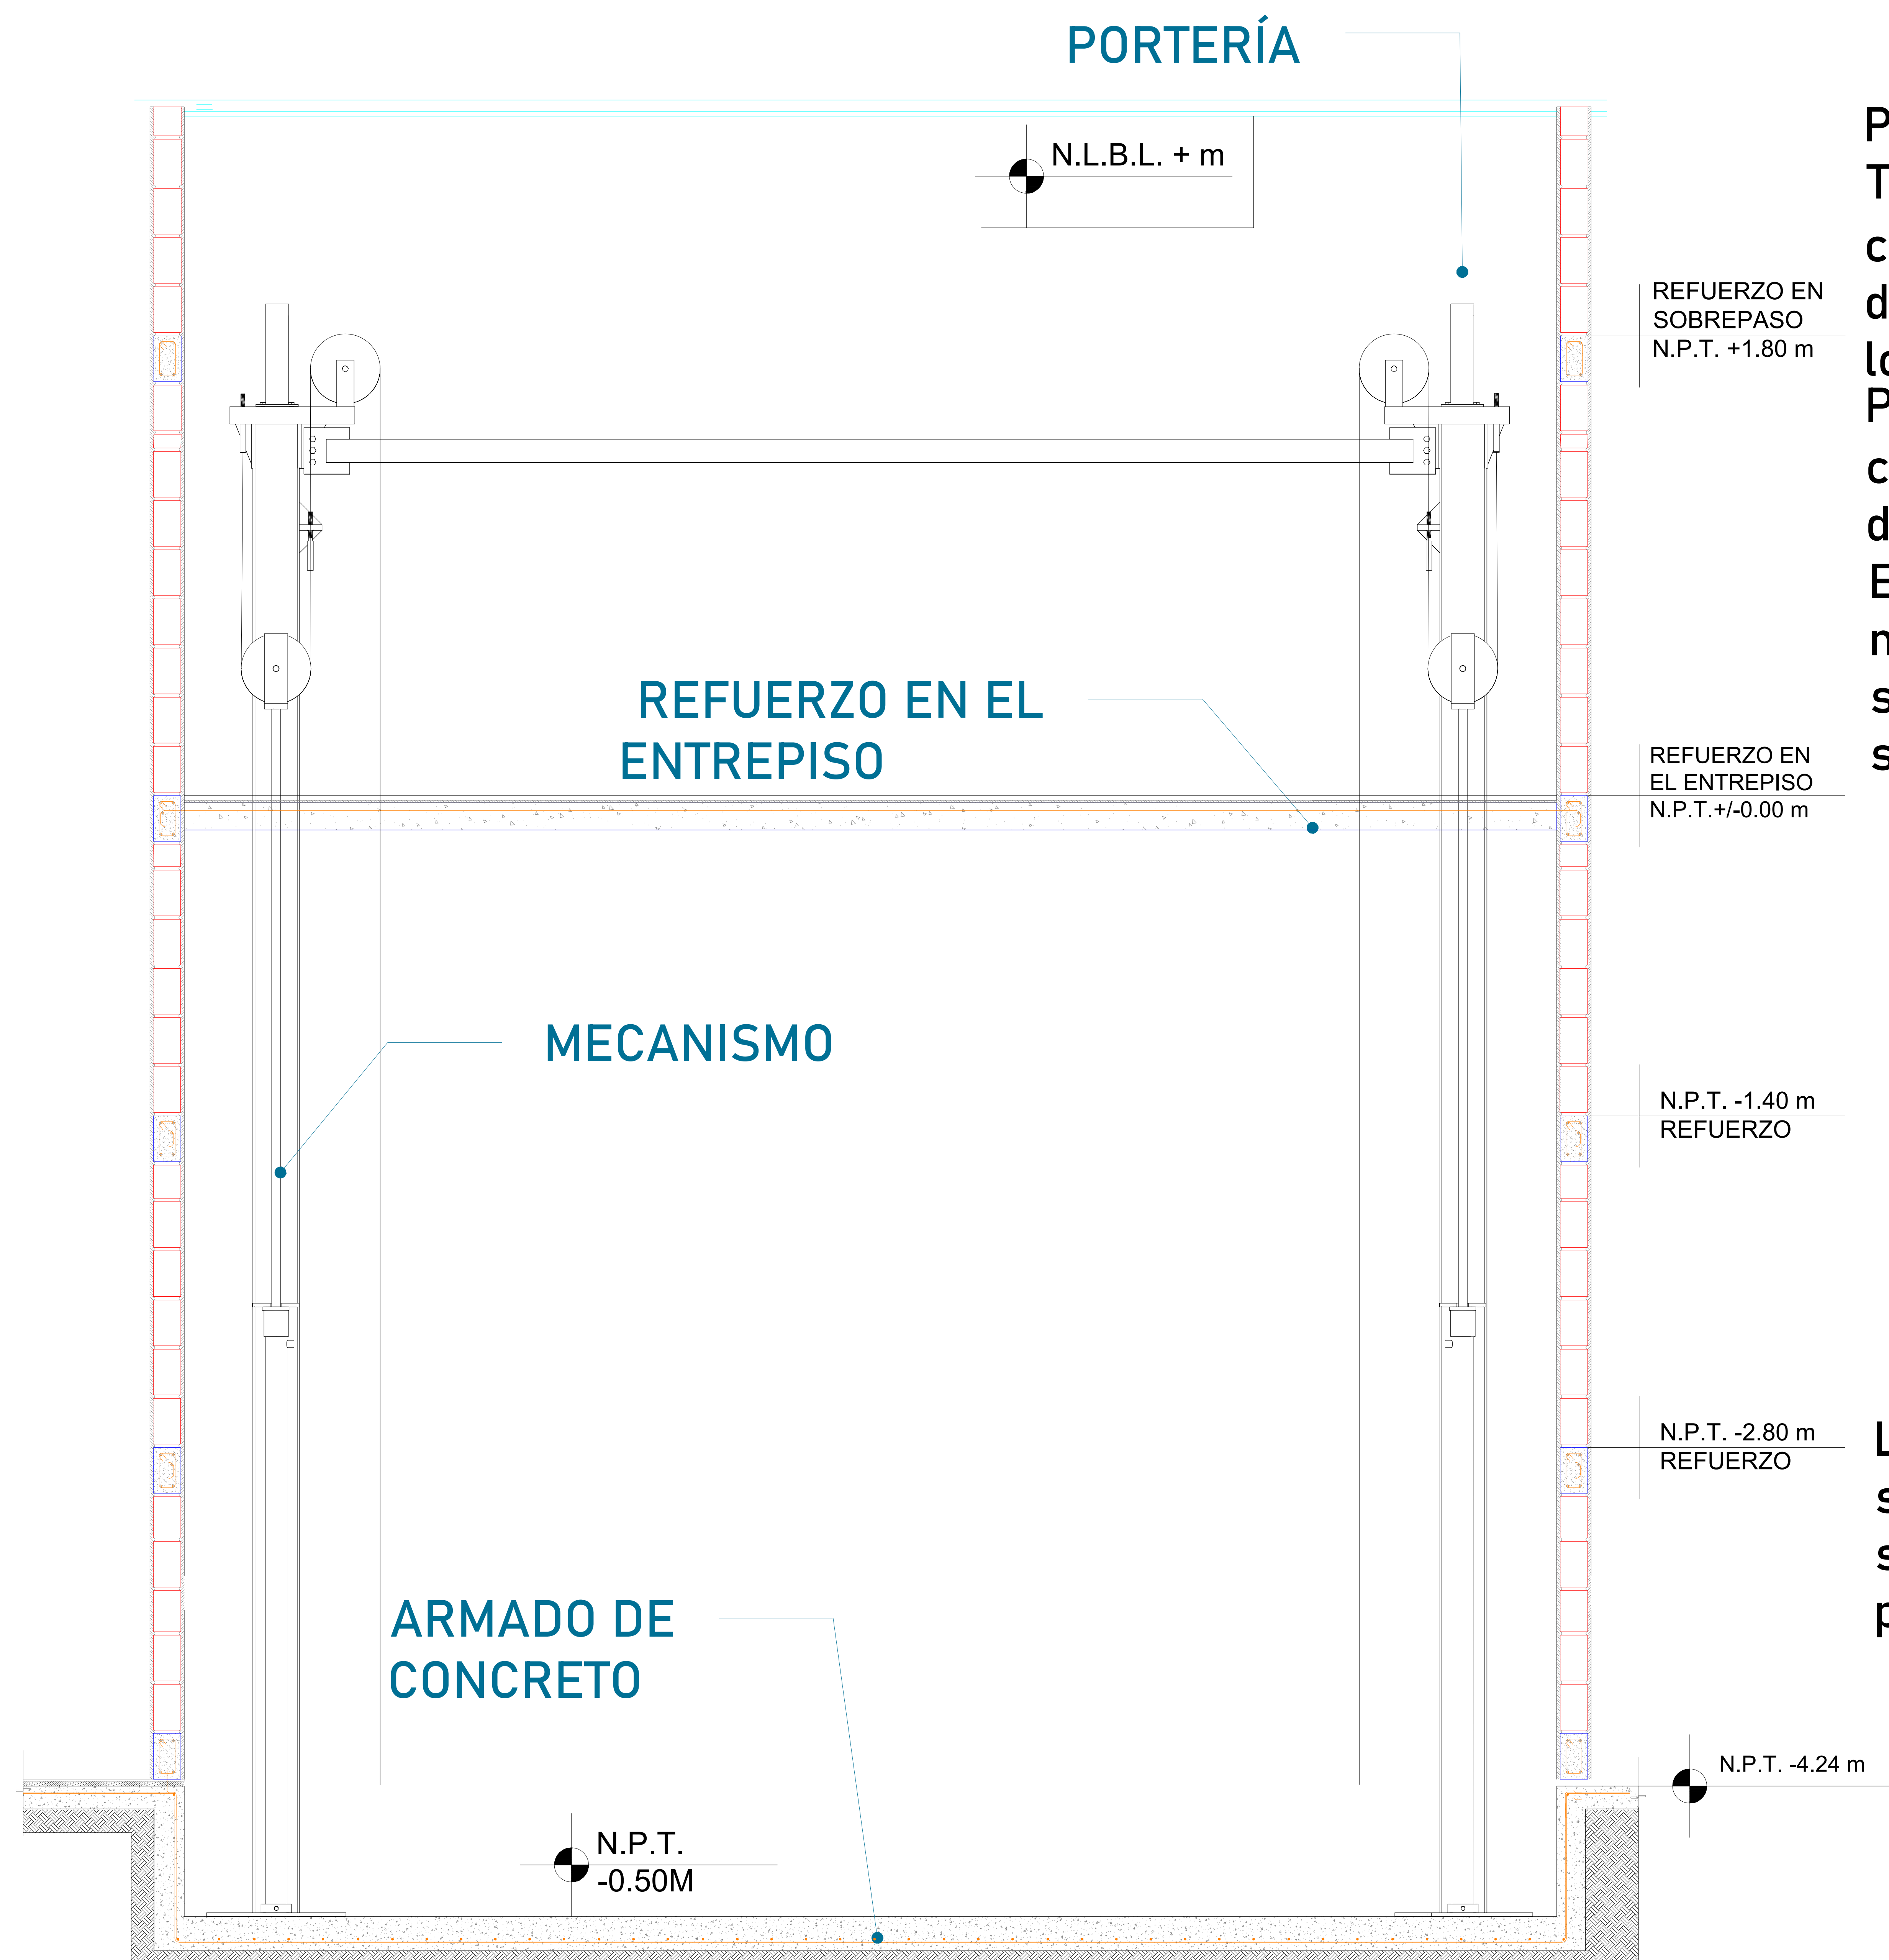 PORTERÍA
N.L.B.L. + m
REFUERZO EN
SOBREPASO
N.P.T. +1.80 m
REFUERZO EN EL
ENTREPISO
REFUERZO EN
EL ENTREPISO
N.P.T.+/-0.00 m
MECANISMO
N.P.T. -1.40 m
REFUERZO
N.P.T. -2.80 m
REFUERZO
ARMADO DE
CONCRETO
N.P.T. -4.24 m
N.P.T.
-0.50M